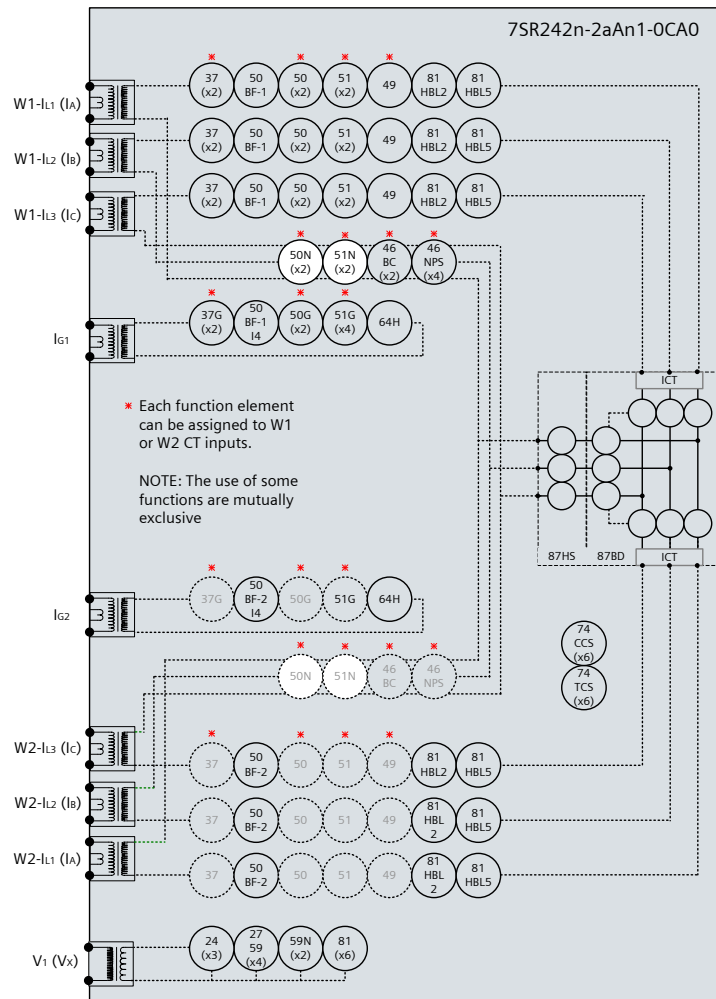 7SR242n-2aAn1-0CA0
* * * *
W1-IL1 (IA)
37 (x2) 50 BF-1 50 (x2) 51 (x2) 49 81 HBL2 81 HBL5
W1-IL2 (IB)
37 (x2) 50 BF-1 50 (x2) 51 (x2) 49 81 HBL2 81 HBL5
W1-IL3 (IC)
37 (x2) 50 BF-1 50 (x2) 51 (x2) 49 81 HBL2 81 HBL5
* * * *
50N (x2) 51N (x2) 46 BC (x2) 46 NPS (x4)
* * *
IG1
37G (x2) 50 BF-1 I4 50G (x2) 51G (x4) 64H
ICT
* Each function element
can be assigned to W1
or W2 CT inputs.
NOTE: The use of some
functions are mutually
exclusive
87HS 87BD ICT
* * *
IG2
37G 50 BF-2 I4 50G 51G 64H
74 CCS (x6)
74 TCS (x6)
* * * *
50N 51N 46 BC 46 NPS
* * * *
W2-IL3 (IC)
37 50 BF-2 50 51 49 81 HBL2 81 HBL5
W2-IL2 (IB)
37 50 BF-2 50 51 49 81 HBL 2 81 HBL5
W2-IL1 (IA)
37 50 BF-2 50 51 49 81 HBL 2 81 HBL5
V1 (VX)
24 (x3) 27 59 (x4) 59N (x2) 81 (x6)